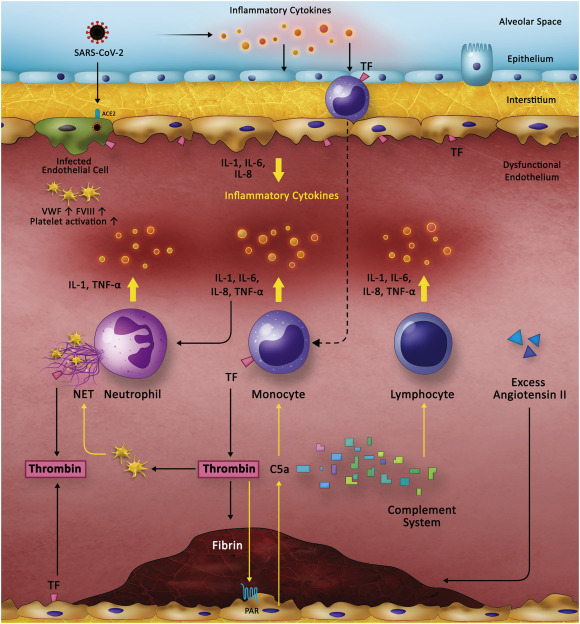 Inflammatory Cytokines
Alveolar Space
SARS-CoV-2
TF
Epithelium
Interstitium
ACE2
Infected
Endothelial Cell
IL-1, IL-6,
IL-8
TF
Dysfunctional
Endothelium
Inflammatory Cytokines
VWF ↑ FVIII ↑
Platelet activation ↑
IL-1, TNF-α
IL-1, IL-6,
IL-8, TNF-α
IL-1, IL-6,
IL-8, TNF-α
NET
Neutrophil
TF
Monocyte
Lymphocyte
Excess
Angiotensin II
Thrombin
Thrombin
C5a
Complement
System
Fibrin
TF
PAR